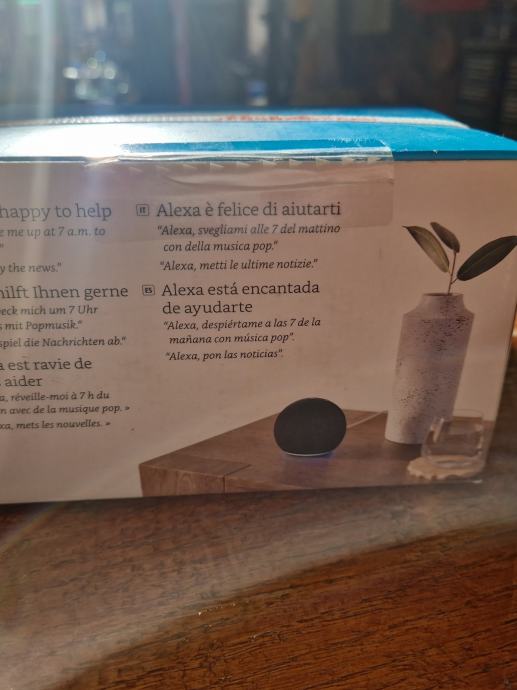 happy to help
e me up at 7 a.m. to
"
y the news."
hilft Ihnen gerne
eck mich um 7 Uhr
s mit Popmusik."
spiel die Nachrichten ab."
a est ravie de
aider
a, réveille-moi à 7 h du
n avec de la musique pop. »
xa, mets les nouvelles. »
IT Alexa è felice di aiutarti
"Alexa, svegliami alle 7 del mattino
con della musica pop."
"Alexa, metti le ultime notizie."
ES Alexa está encantada
de ayudarte
"Alexa, despiértame a las 7 de la
mañana con música pop".
"Alexa, pon las noticias".